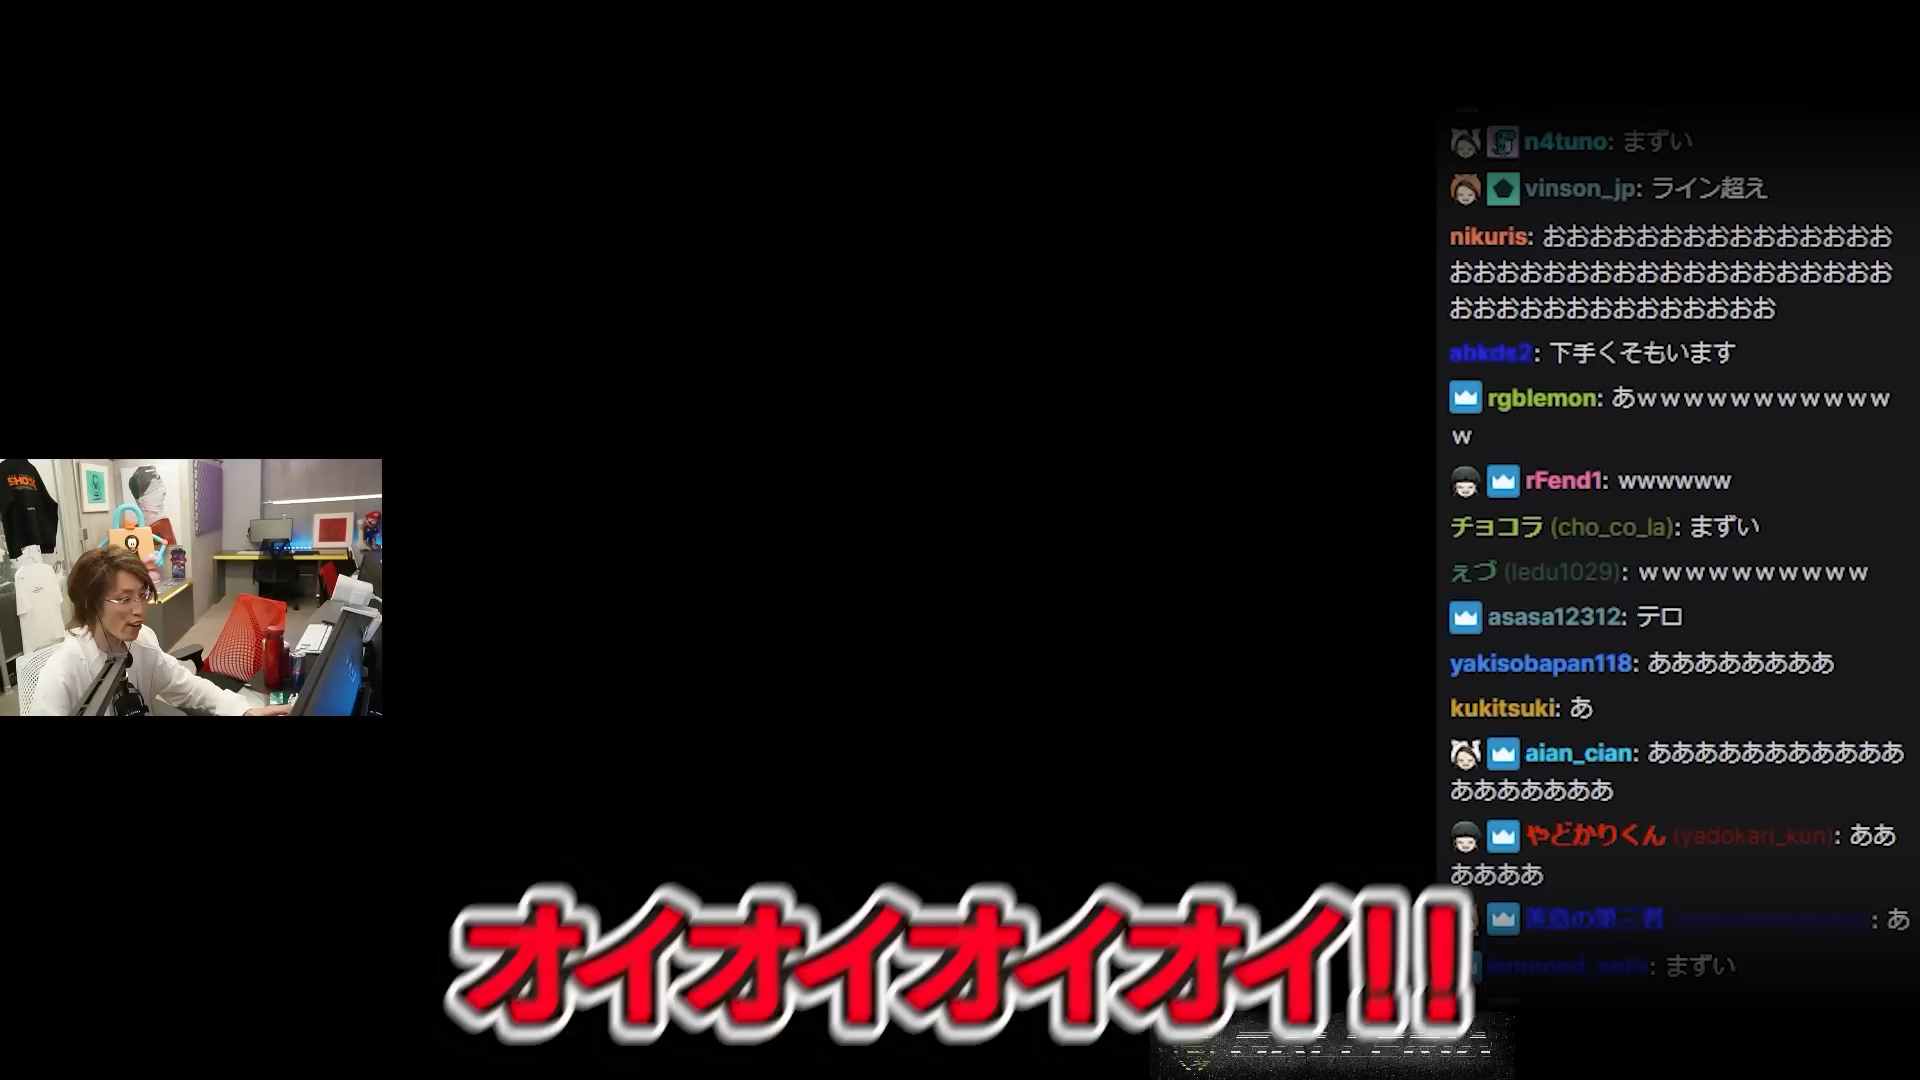 n4tuno: まずい
vinson_jp: ライン超え
nikuris: おおおおおおおおおおおおおおお
おおおおおおおおおおおおおおおおおおお
おおおおおおおおおおおおおお
abkds2: 下手くそもいます
rgblemon: あwwwwwwwwwww
w
rFend1: wwwwww
チョコラ (cho_co_la): まずい
ぇづ (ledu1029): wwwwwwwwww
asasa12312: テロ
yakisobapan118: ああああああああ
kukitsuki: あ
aian_cian: あああああああああああ
あああああああ
やどかりくん (yadokari_kun): ああ
ああああ
: あ
: まずい
SHOCK
オイオイオイオイ!!